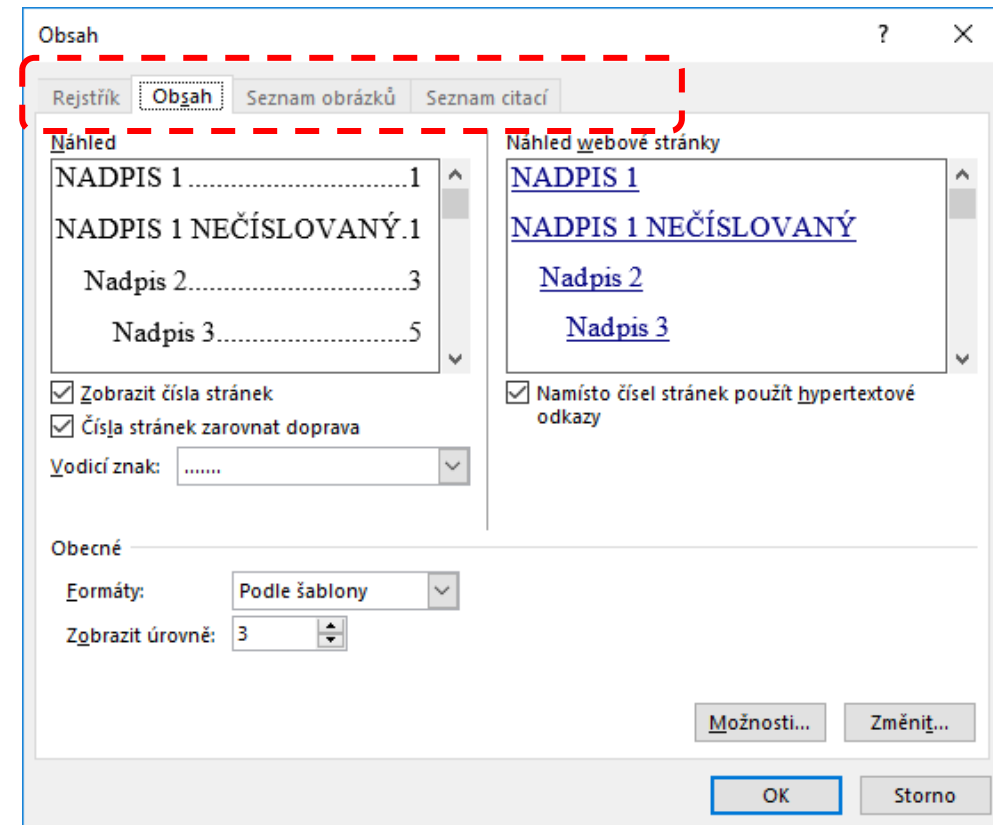 Obsah
?
Rejstřík Obsah Seznam obrázků Seznam citací
Náhled
NADPIS 1...............................1
NADPIS 1 NEČÍSLOVANÝ.1
Nadpis 2...............................3
Nadpis 3...........................5
Zobrazit čísla stránek
Čísla stránek zarovnat doprava
Vodicí znak: .......
Náhled webové stránky
NADPIS 1
NADPIS 1 NEČÍSLOVANÝ
Nadpis 2
Nadpis 3
Namísto čísel stránek použít hypertextové
odkazy
Obecné
Formáty: Podle šablony
Zobrazit úrovně: 3
Možnosti... Změnit...
OK Storno